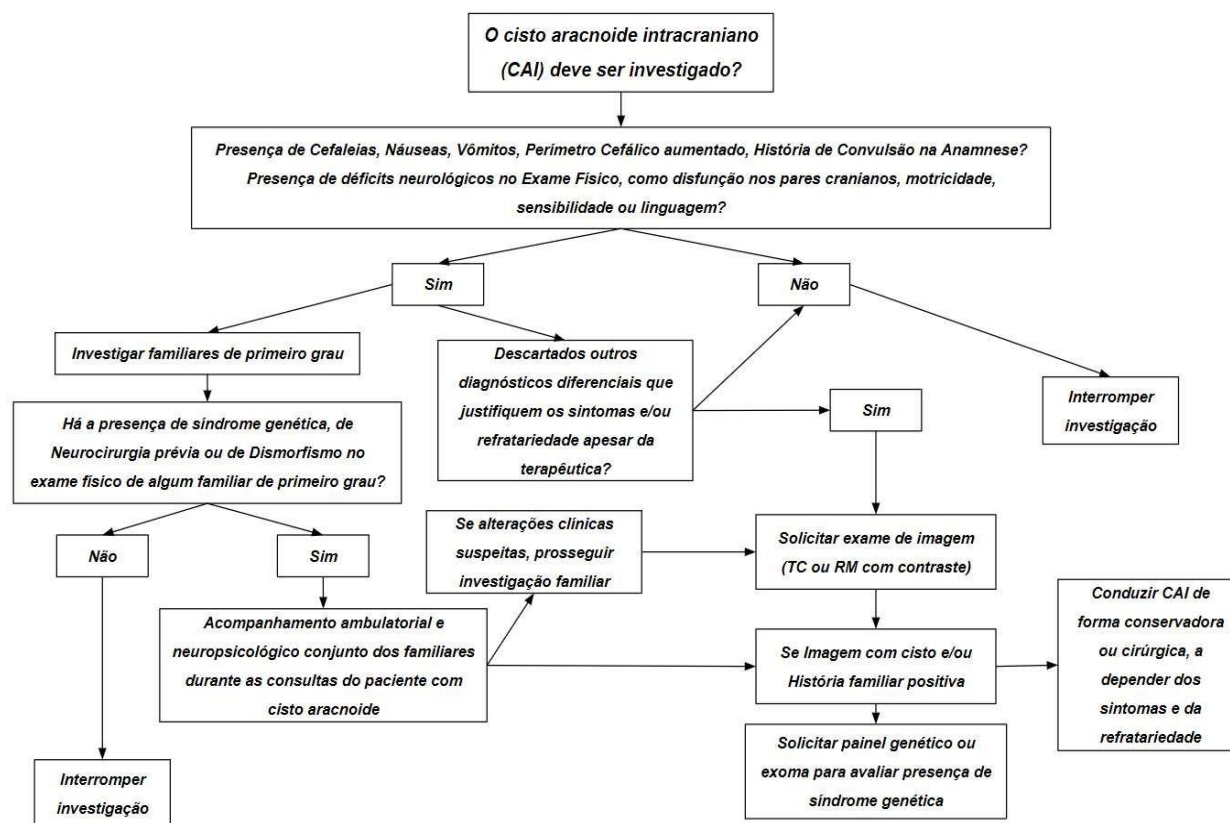 O cisto aracnoide intracraniano
(CAI) deve ser investigado?
Presença de Cefaleias, Náuseas, Vômitos, Perímetro Cefálico aumentado, História de Convulsão na Anamnese?
Presença de déficits neurológicos no Exame Físico, como disfunção nos pares cranianos, motricidade,
sensibilidade ou linguagem?
Sim
Não
Investigar familiares de primeiro grau
Descartados outros
diagnósticos diferenciais que
justifiquem os sintomas e/ou
refratariedade apesar da
terapêutica?
Sim
Interromper
investigação
Há a presença de síndrome genética, de
Neurocirurgia prévia ou de Dismorfismo no
exame físico de algum familiar de primeiro grau?
Não
Sim
Se alterações clínicas
suspeitas, prosseguir
investigação familiar
Solicitar exame de imagem
(TC ou RM com contraste)
Acompanhamento ambulatorial e
neuropsicológico conjunto dos familiares
durante as consultas do paciente com
cisto aracnoide
Se Imagem com cisto e/ou
História familiar positiva
Conduzir CAI de
forma conservadora
ou cirúrgica, a
depender dos
sintomas e da
refratariedade
Solicitar painel genético ou
exoma para avaliar presença de
síndrome genética
Interromper
investigação